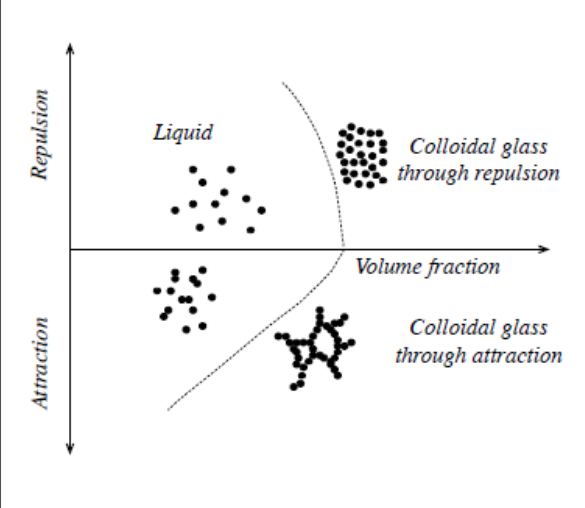 Repulsion
Liquid
Colloidal glass
through repulsion
Volume fraction
Attraction
Colloidal glass
through attraction